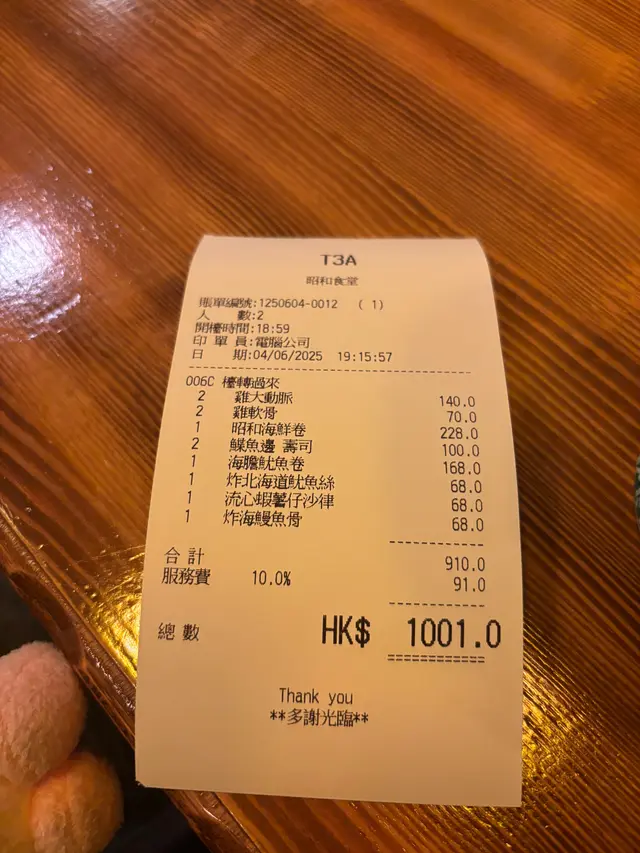 T3A
昭和食堂
賬單編號:1250604-0012 ( 1)
人 數:2
開檯時間:18:59
印 單 員:電腦公司
日 期:04/06/2025 19:15:57
006C 檯轉過來
2 雞大動脈 140.0
2 雞軟骨 70.0
1 昭和海鮮卷 228.0
2 鰈魚邊 壽司 100.0
1 海膽魷魚卷 168.0
1 炸北海道魷魚絲 68.0
1 流心蝦薯仔沙律 68.0
1 炸海鰻魚骨 68.0
合計 910.0
服務費 10.0% 91.0
總數 HK$ 1001.0
Thank you
**多謝光臨**